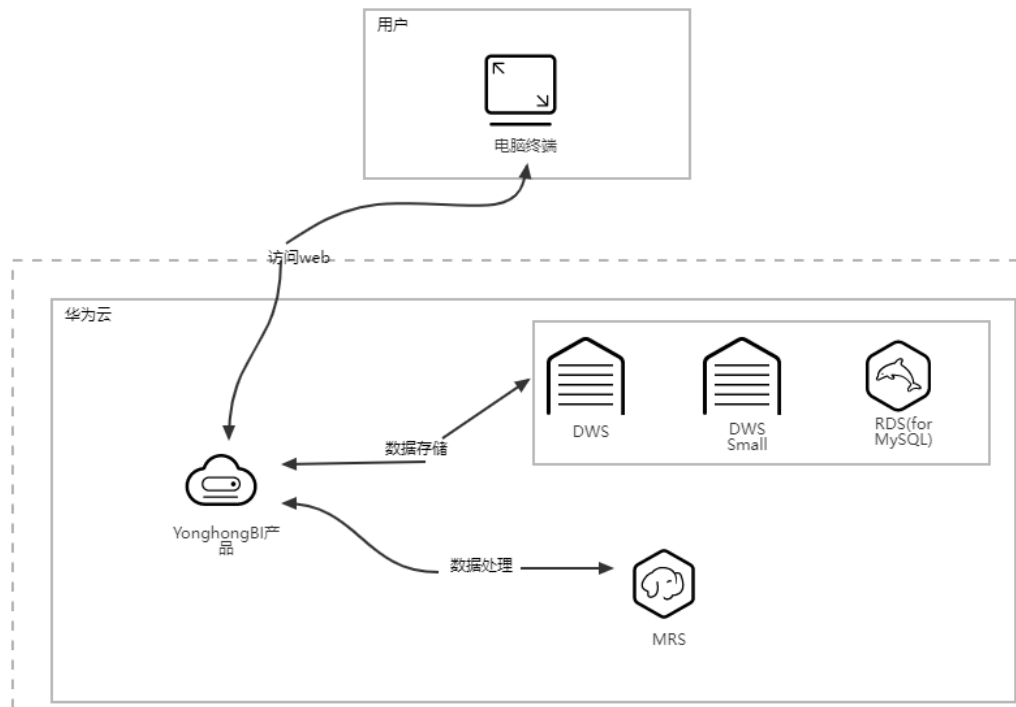 用户
电脑终端
访问web
华为云
DWS
DWS
Small
RDS(for
MySQL)
数据存储
YonghongBI产
品
数据处理
MRS